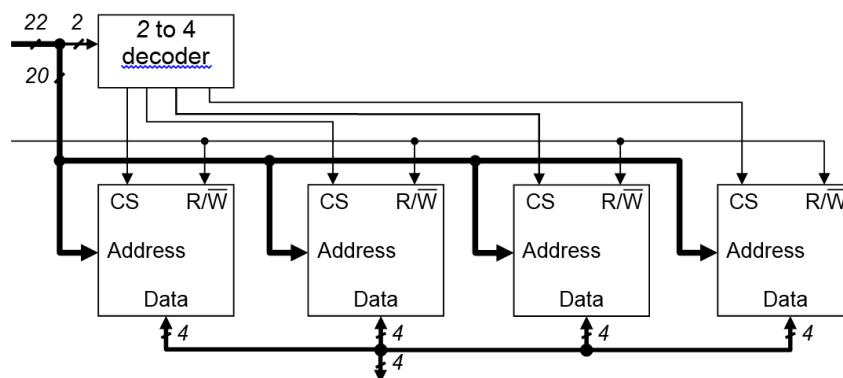 22
2
2 to 4
decoder
20
CS R/W̅
CS R/W̅
CS R/W̅
CS R/W̅
Address
Address
Address
Address
Data
Data
Data
Data
4
4
4
4
4